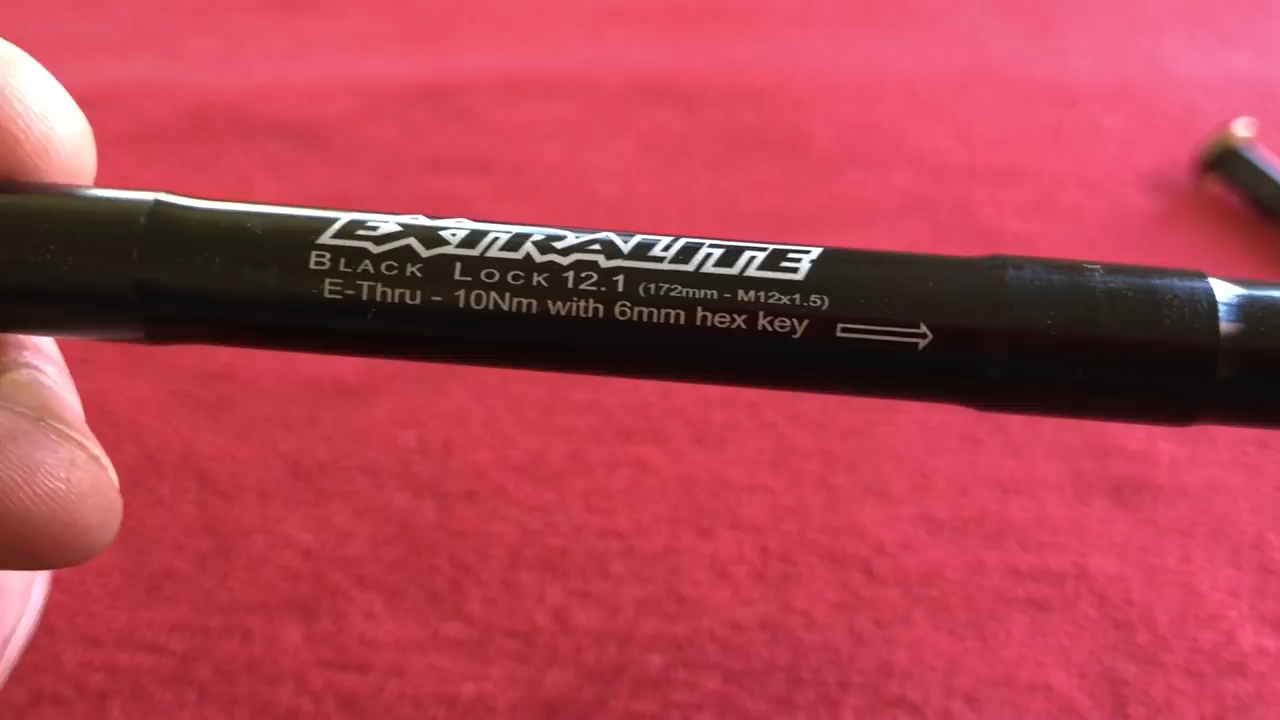 EXTRALITE
BLACK LOCK 12.1 (172mm - M12x1.5)
E-Thru - 10Nm with 6mm hex key